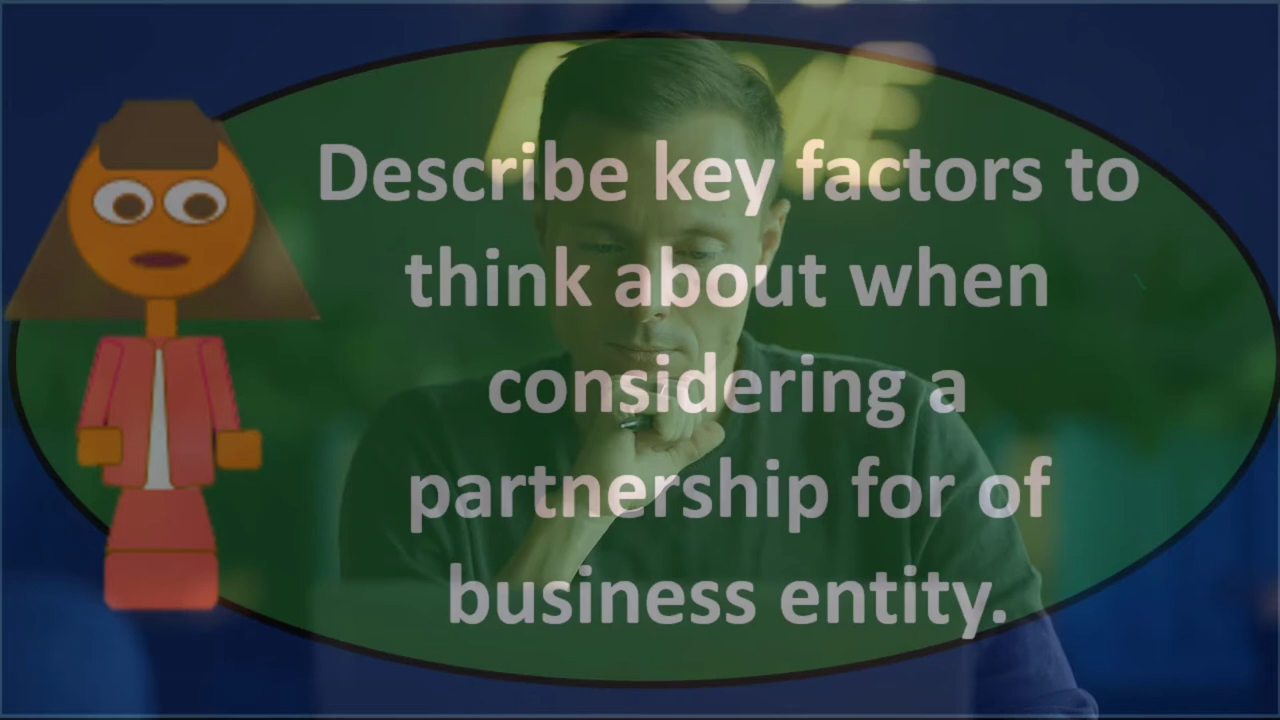 Describe key factors to
think about when
considering a
partnership for of
business entity.